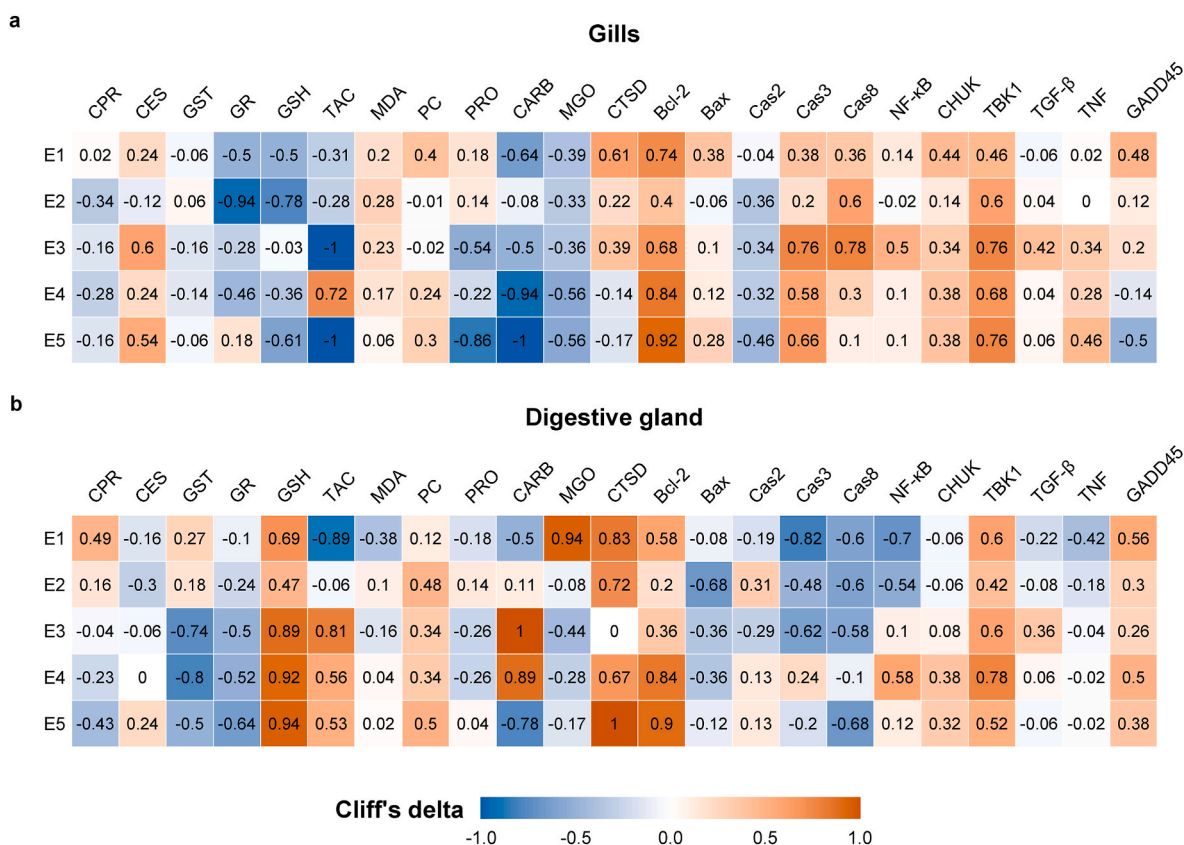 a
Gills
CPR CES GST GR GSH TAC MDA PC PRO CARB MGO CTSD Bcl-2 Bax Cas2 Cas3 Cas8 NF-κB CHUK TBK1 TGF-β TNF GADD45
E1 0.02 0.24 -0.06 -0.5 -0.5 -0.31 0.2 0.4 0.18 -0.64 -0.39 0.61 0.74 0.38 -0.04 0.38 0.36 0.14 0.44 0.46 -0.06 0.02 0.48
E2 -0.34 -0.12 0.06 -0.94 -0.78 -0.28 0.28 -0.01 0.14 -0.08 -0.33 0.22 0.4 -0.06 -0.36 0.2 0.6 -0.02 0.14 0.6 0.04 0 0.12
E3 -0.16 0.6 -0.16 -0.28 -0.03 -1 0.23 -0.02 -0.54 -0.5 -0.36 0.39 0.68 0.1 -0.34 0.76 0.78 0.5 0.34 0.76 0.42 0.34 0.2
E4 -0.28 0.24 -0.14 -0.46 -0.36 0.72 0.17 0.24 -0.22 -0.94 -0.56 -0.14 0.84 0.12 -0.32 0.58 0.3 0.1 0.38 0.68 0.04 0.28 -0.14
E5 -0.16 0.54 -0.06 0.18 -0.61 -1 0.06 0.3 -0.86 -1 -0.56 -0.17 0.92 0.28 -0.46 0.66 0.1 0.1 0.38 0.76 0.06 0.46 -0.5
b
Digestive gland
CPR CES GST GR GSH TAC MDA PC PRO CARB MGO CTSD Bcl-2 Bax Cas2 Cas3 Cas8 NF-κB CHUK TBK1 TGF-β TNF GADD45
E1 0.49 -0.16 0.27 -0.1 0.69 -0.89 -0.38 0.12 -0.18 -0.5 0.94 0.83 0.58 -0.08 -0.19 -0.82 -0.6 -0.7 -0.06 0.6 -0.22 -0.42 0.56
E2 0.16 -0.3 0.18 -0.24 0.47 -0.06 0.1 0.48 0.14 0.11 -0.08 0.72 0.2 -0.68 0.31 -0.48 -0.6 -0.54 -0.06 0.42 -0.08 -0.18 0.3
E3 -0.04 -0.06 -0.74 -0.5 0.89 0.81 -0.16 0.34 -0.26 1 -0.44 0 0.36 -0.36 -0.29 -0.62 -0.58 0.1 0.08 0.6 0.36 -0.04 0.26
E4 -0.23 0 -0.8 -0.52 0.92 0.56 0.04 0.34 -0.26 0.89 -0.28 0.67 0.84 -0.36 0.13 0.24 -0.1 0.58 0.38 0.78 0.06 -0.02 0.5
E5 -0.43 0.24 -0.5 -0.64 0.94 0.53 0.02 0.5 0.04 -0.78 -0.17 1 0.9 -0.12 0.13 -0.2 -0.68 0.12 0.32 0.52 -0.06 -0.02 0.38
Cliff's delta
-1.0 -0.5 0.0 0.5 1.0